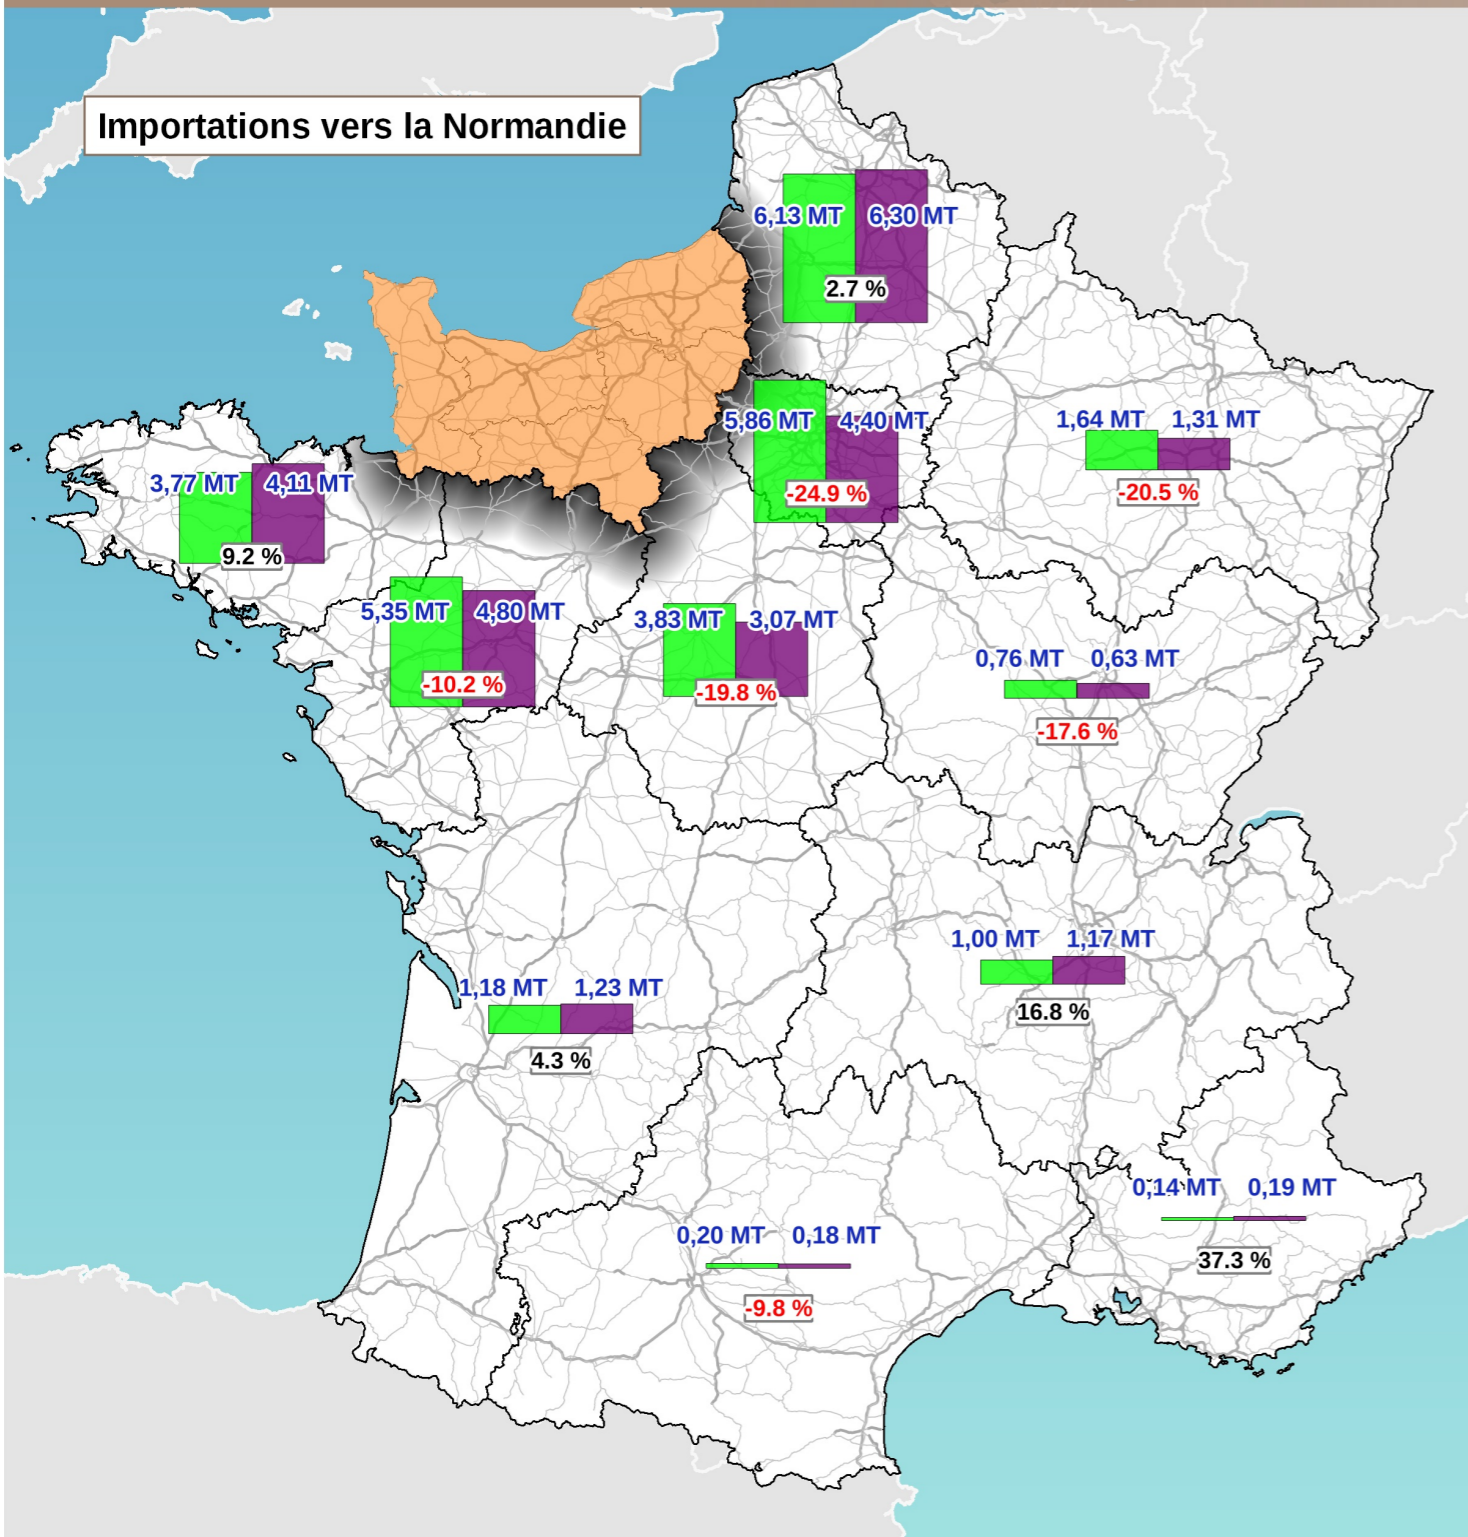 Importations vers la Normandie
6,13 MT 6,30 MT
2.7 %
5,86 MT 4,40 MT
-24.9 %
1,64 MT 1,31 MT
-20.5 %
3,77 MT 4,11 MT
9.2 %
5,35 MT 4,80 MT
-10.2 %
3,83 MT 3,07 MT
-19.8 %
0,76 MT 0,63 MT
-17.6 %
1,00 MT 1,17 MT
16.8 %
1,18 MT 1,23 MT
4.3 %
0,14 MT 0,19 MT
37.3 %
0,20 MT 0,18 MT
-9.8 %